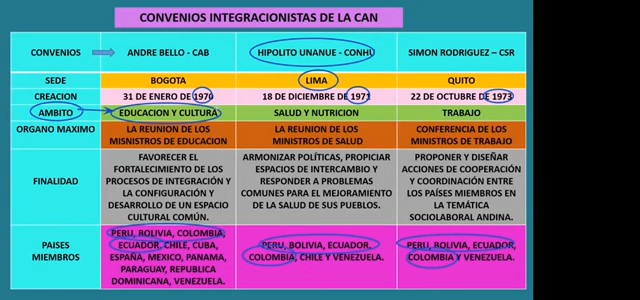 CONVENIOS INTEGRACIONISTAS DE LA CAN
CONVENIOS
ANDRE BELLO - CAB
HIPOLITO UNANUE - CONHU
SIMON RODRIGUEZ – CSR
SEDE
BOGOTA
LIMA
QUITO
CREACION
31 DE ENERO DE 1970
18 DE DICIEMBRE DE 1971
22 DE OCTUBRE DE 1973
ÁMBITO
EDUCACION Y CULTURA
SALUD Y NUTRICION
TRABAJO
ORGANO MAXIMO
LA REUNION DE LOS
MISNISTROS DE EDUCACION
LA REUNION DE LOS
MINISTROS DE SALUD
CONFERENCIA DE LOS
MINISTROS DE TRABAJO
FINALIDAD
FAVORECER EL
FORTALECIMIENTO DE LOS
PROCESOS DE INTEGRACIÓN Y
LA CONFIGURACIÓN Y
DESARROLLO DE UN ESPACIO
CULTURAL COMÚN.
ARMONIZAR POLÍTICAS, PROPICIAR
ESPACIOS DE INTERCAMBIO Y
RESPONDER A PROBLEMAS
COMUNES PARA EL MEJORAMIENTO
DE LA SALUD DE SUS PUEBLOS.
PROPONER Y DISEÑAR
ACCIONES DE COOPERACIÓN
Y COORDINACIÓN ENTRE
LOS PAÍSES MIEMBROS EN
LA TEMÁTICA
SOCIOLABORAL ANDINA.
PAISES
MIEMBROS
PERU, BOLIVIA, COLOMBIA,
ECUADOR, CHILE, CUBA,
ESPAÑA, MEXICO, PANAMA,
PARAGUAY, REPUBLICA
DOMINICANA, VENEZUELA.
PERU, BOLIVIA, ECUADOR,
COLOMBIA, CHILE Y VENEZUELA.
PERU, BOLIVIA, ECUADOR,
COLOMBIA Y VENEZUELA.